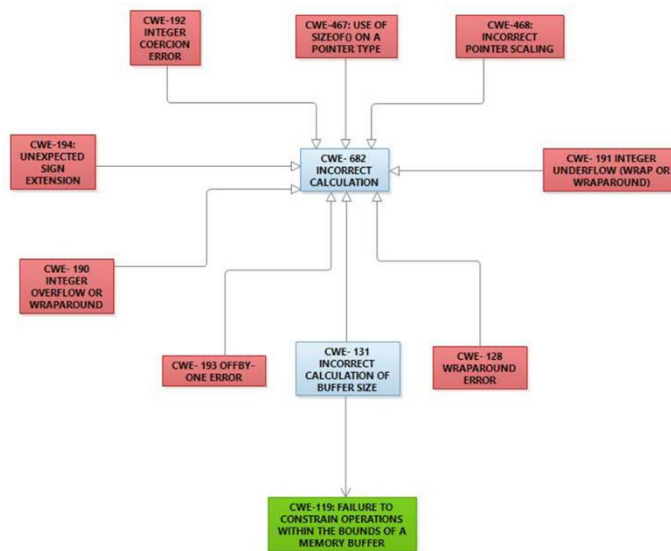 CWE-192
INTEGER
COERCION
ERROR
CWE-467: USE OF
SIZEOF() ON A
POINTER TYPE
CWE-468:
INCORRECT
POINTER SCALING
CWE-194:
UNEXPECTED
SIGN
EXTENSION
CWE- 682
INCORRECT
CALCULATION
CWE- 191 INTEGER
UNDERFLOW (WRAP OR
WRAPAROUND)
CWE- 190
INTEGER
OVERFLOW OR
WRAPAROUND
CWE- 193 OFFBY-
ONE ERROR
CWE- 131
INCORRECT
CALCULATION OF
BUFFER SIZE
CWE- 128
WRAPAROUND
ERROR
CWE-119: FAILURE TO
CONSTRAIN OPERATIONS
WITHIN THE BOUNDS OF A
MEMORY BUFFER